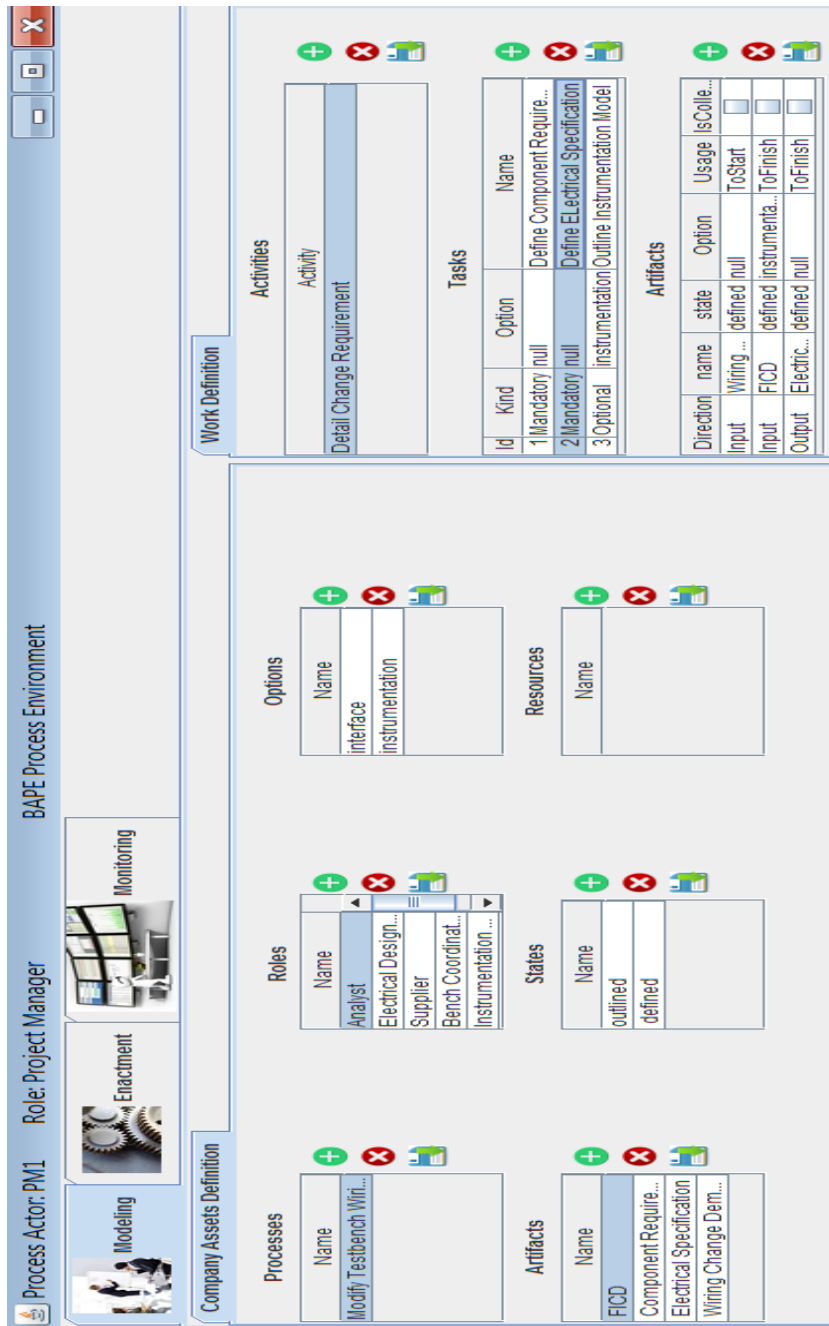 Process Actor: PM1 Role: Project Manager BAPE Process Environment
Modeling Enactment Monitoring
Company Assets Definition
Processes
Name
Modify Testbench Wiri...
Roles
Name
Analyst
Electrical Design...
Supplier
Bench Coordinat...
Instrumentation ...
Options
Name
interface
instrumentation
Artifacts
Name
FICD
Component Require...
Electrical Specification
Wiring Change Dem...
States
Name
outlined
defined
Resources
Name
Work Definition
Activities
Activity
Detail Change Requirement
Tasks
Id Kind Option Name
1 Mandatory null Define Component Require...
2 Mandatory null Define ELectrical Specification
3 Optional instrumentation Outline Instrumentation Model
Artifacts
Direction name state Option Usage IsColle...
Input Wiring ... defined null ToStart
Input FICD defined instrumenta... ToFinish
Output Electric... defined null ToFinish